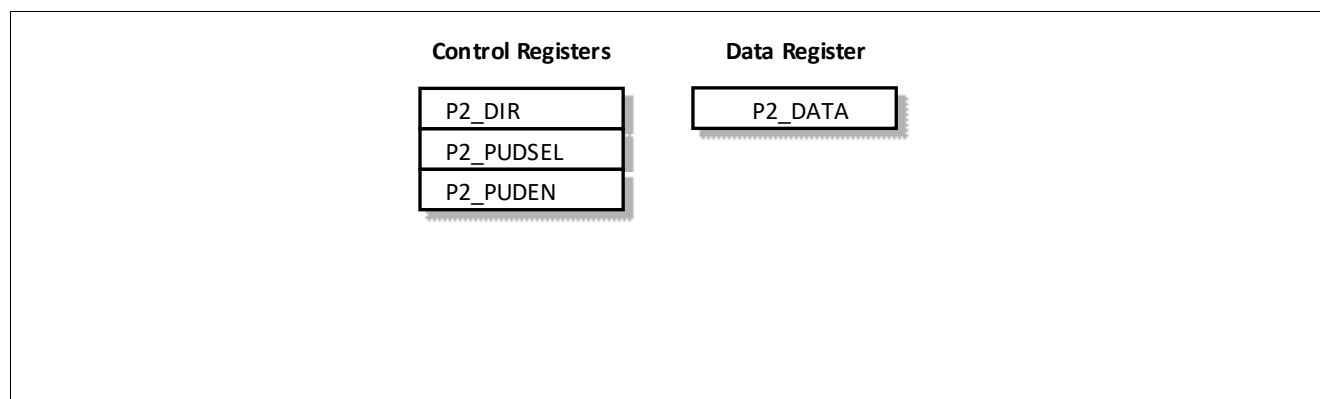 Control Registers
Data Register
P2_DIR
P2_DATA
P2_PUDSEL
P2_PUDEN